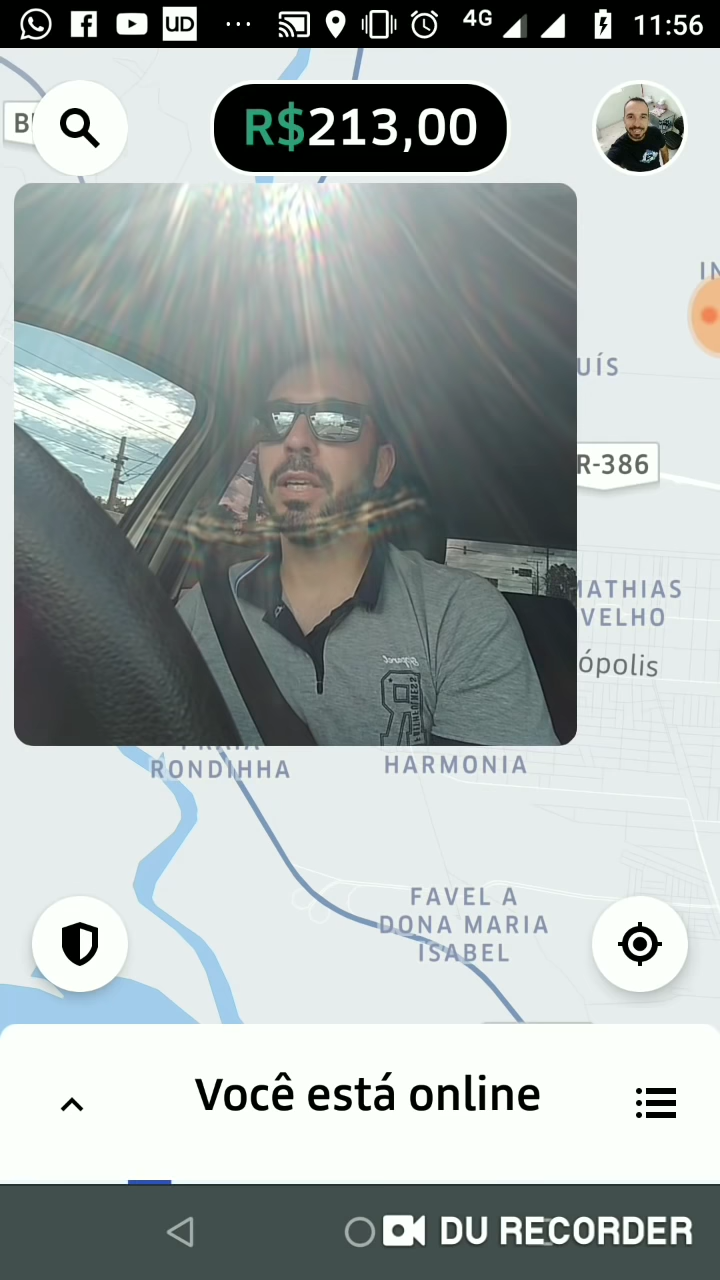 UD
4G
11:56
R$213,00
UÍS
R-386
MATHIAS
VELHO
ópolis
RONDIHHA
HARMONIA
FAVEL A
DONA MARIA
ISABEL
Você está online
DU RECORDER